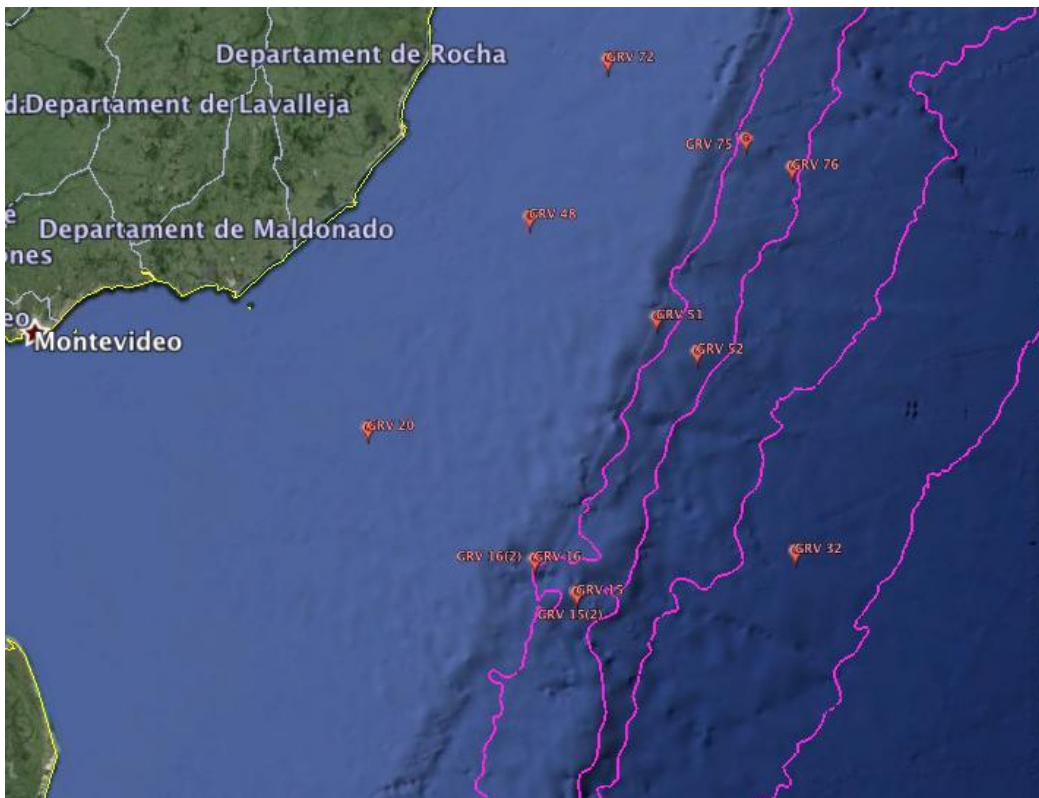 Departament de Rocha
GRV 72
Departament de Lavalleja
GRV 75
GRV 76
é
GRV 48
Departament de Maldonado
ones
eo
GRV 51
Montevideo
GRV 52
GRV 20
GRV 16(2)
GRV 16
GRV 32
GRV 15
GRV 15(2)